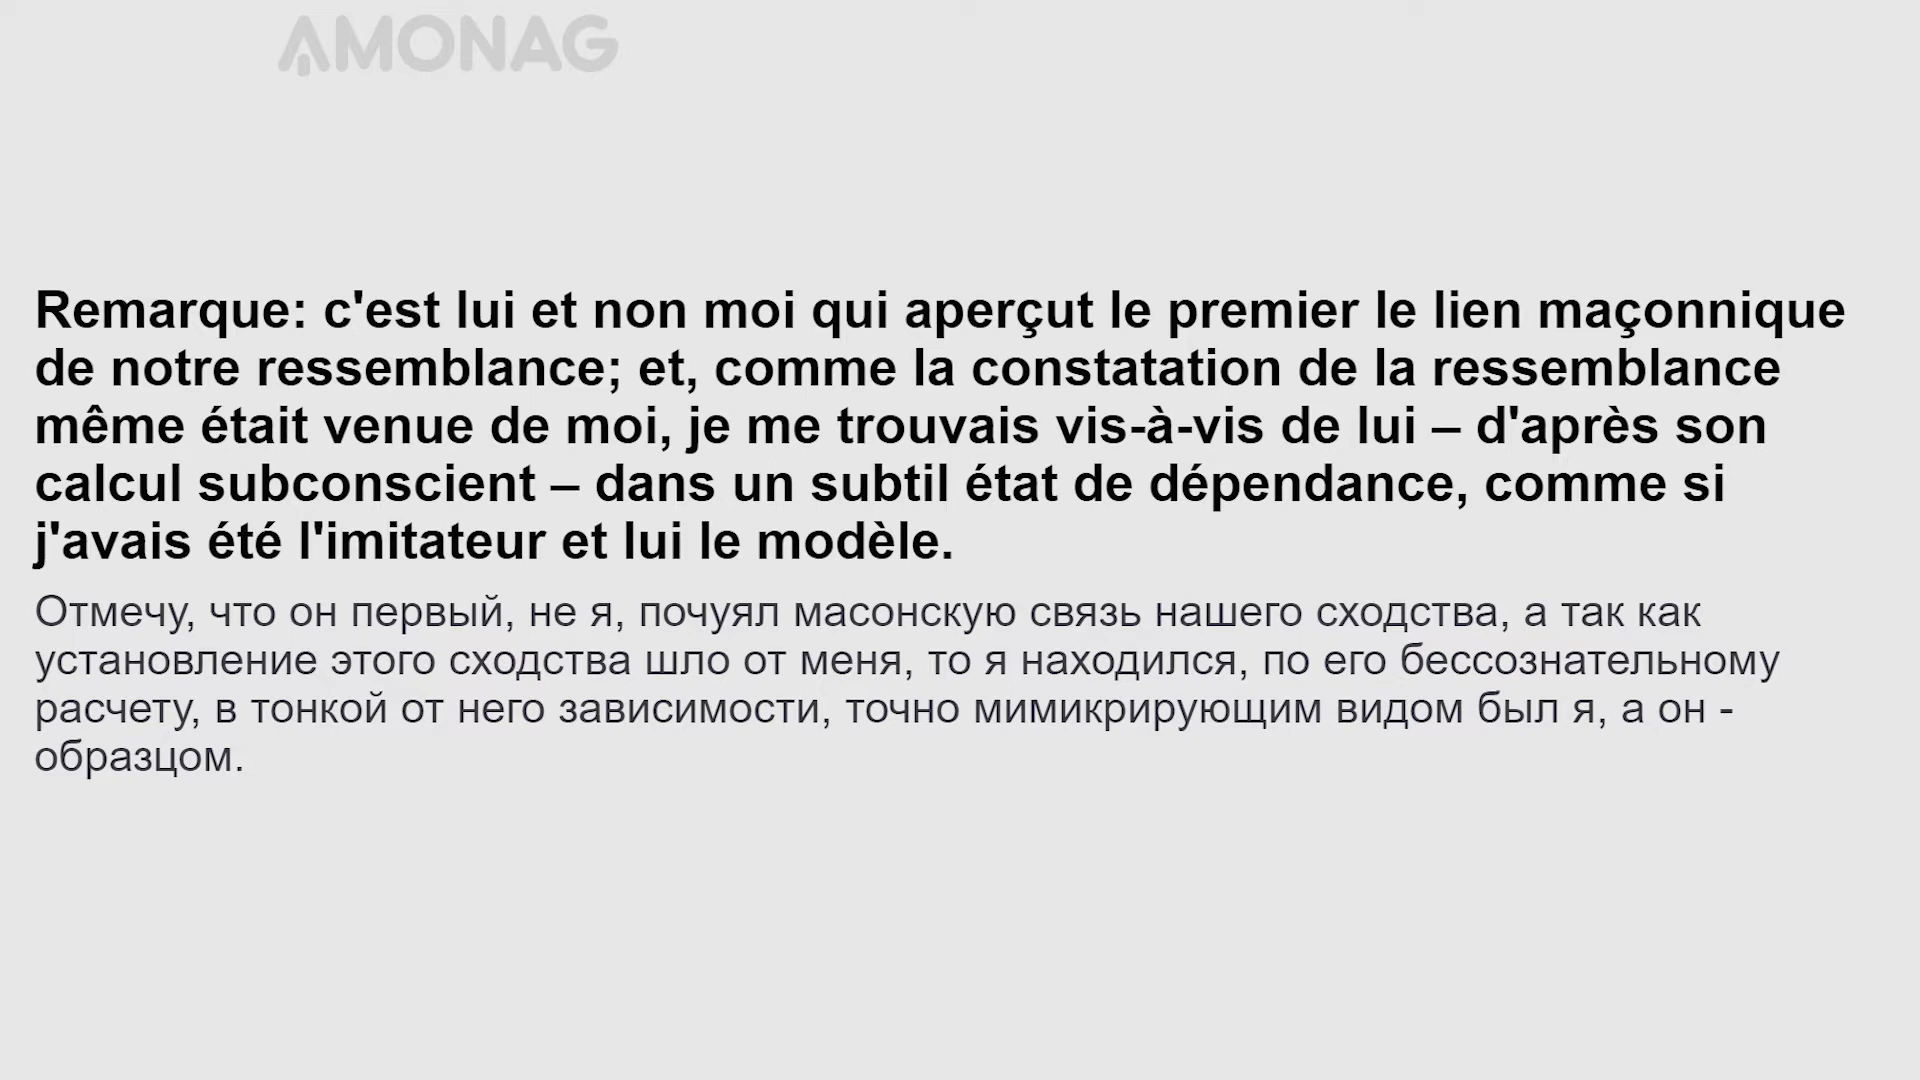 AMONAG
Remarque: c'est lui et non moi qui aperçut le premier le lien maçonnique
de notre ressemblance; et, comme la constatation de la ressemblance
même était venue de moi, je me trouvais vis-à-vis de lui – d'après son
calcul subconscient – dans un subtil état de dépendance, comme si
j'avais été l'imitateur et lui le modèle.
Отмечу, что он первый, не я, почуял масонскую связь нашего сходства, а так как
установление этого сходства шло от меня, то я находился, по его бессознательному
расчету, в тонкой от него зависимости, точно мимикрирующим видом был я, а он -
образцом.